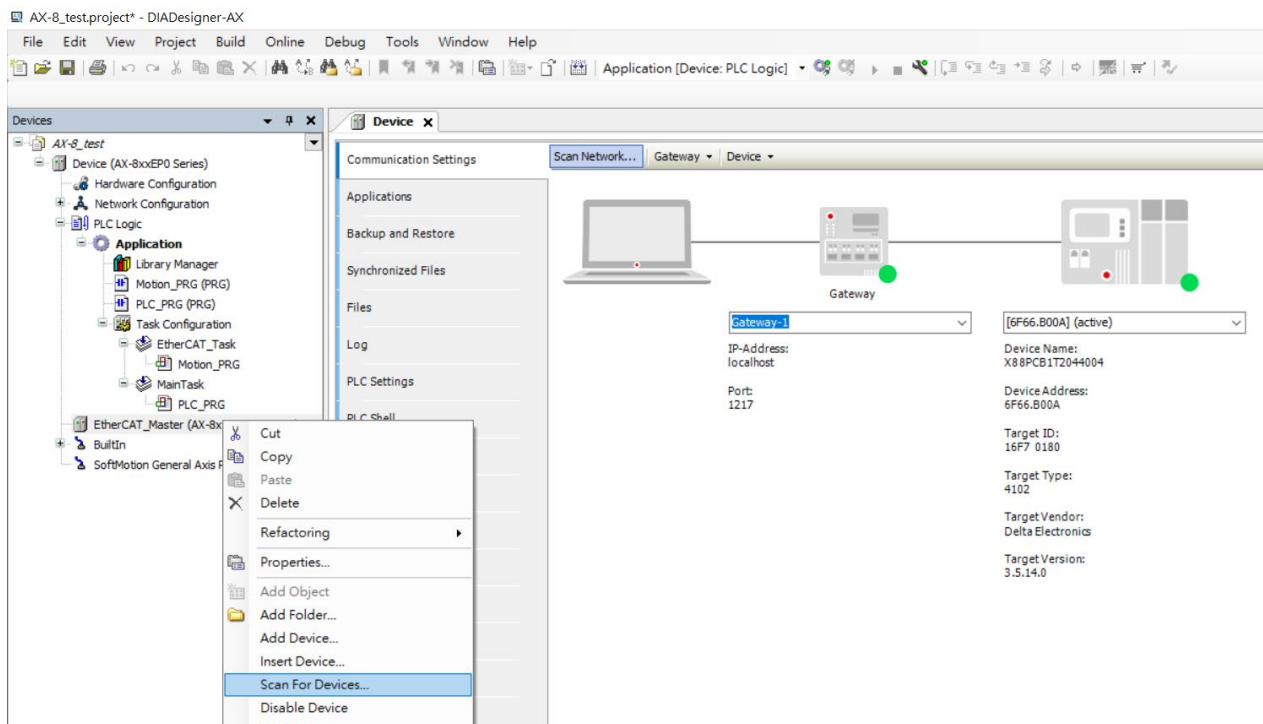 AX-8_test.project* - DIADesigner-AX
File Edit View Project Build Online Debug Tools Window Help
Application [Device: PLC Logic]
Devices
AX-8_test
Device (AX-8xxEP0 Series)
Hardware Configuration
Network Configuration
PLC Logic
Application
Library Manager
Motion_PRG (PRG)
PLC_PRG (PRG)
Task Configuration
EtherCAT_Task
Motion_PRG
MainTask
PLC_PRG
EtherCAT_Master (AX-8x
BuiltIn
SoftMotion General Axis
Cut
Copy
Paste
Delete
Refactoring
Properties...
Add Object
Add Folder...
Add Device...
Insert Device...
Scan For Devices...
Disable Device
Device
Communication Settings
Applications
Backup and Restore
Synchronized Files
Files
Log
PLC Settings
PLC Shell
Scan Network... Gateway Device
Gateway
Gateway-1
IP-Address:
localhost
Port:
1217
[6F66.B00A] (active)
Device Name:
X88PCB1T2044004
Device Address:
6F66.B00A
Target ID:
16F7 0180
Target Type:
4102
Target Vendor:
Delta Electronics
Target Version:
3.5.14.0